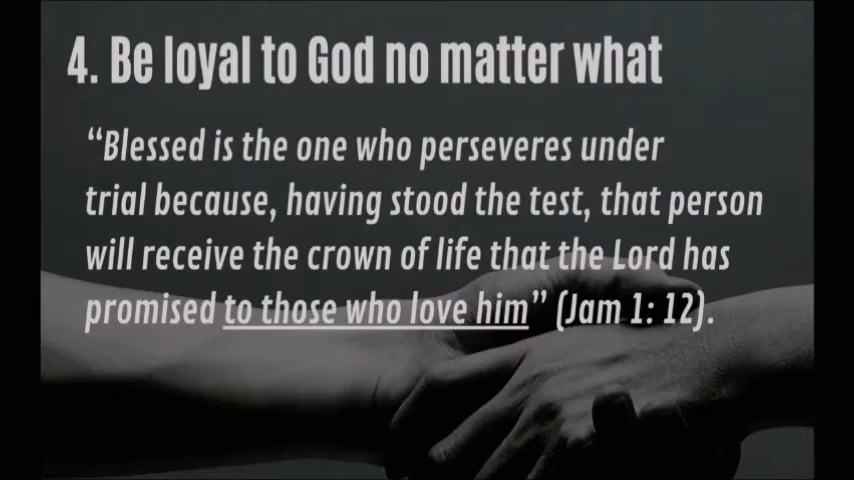 4. Be loyal to God no matter what
“Blessed is the one who perseveres under
trial because, having stood the test, that person
will receive the crown of life that the Lord has
promised to those who love him” (Jam 1: 12).